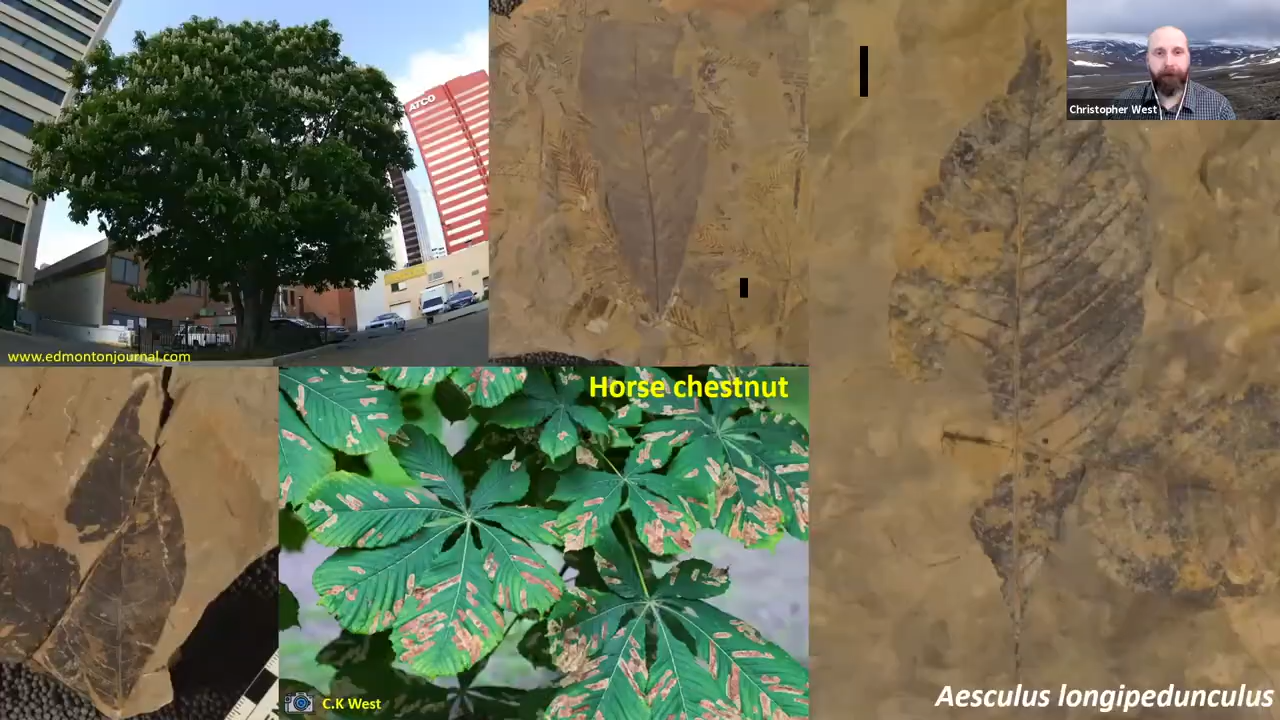 ATCO
Christopher West
www.edmontonjournal.com
Horse chestnut
C.K West
Aesculus longipedunculus